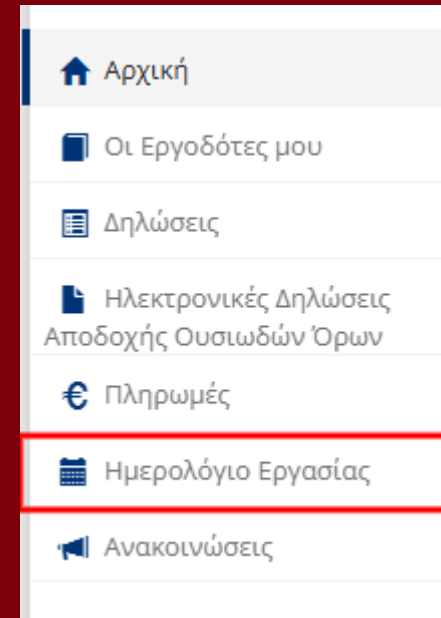 Αρχική
Οι Εργοδότες μου
Δηλώσεις
Ηλεκτρονικές Δηλώσεις
Αποδοχής Ουσιωδών Όρων
Πληρωμές
Ημερολόγιο Εργασίας
Ανακοινώσεις